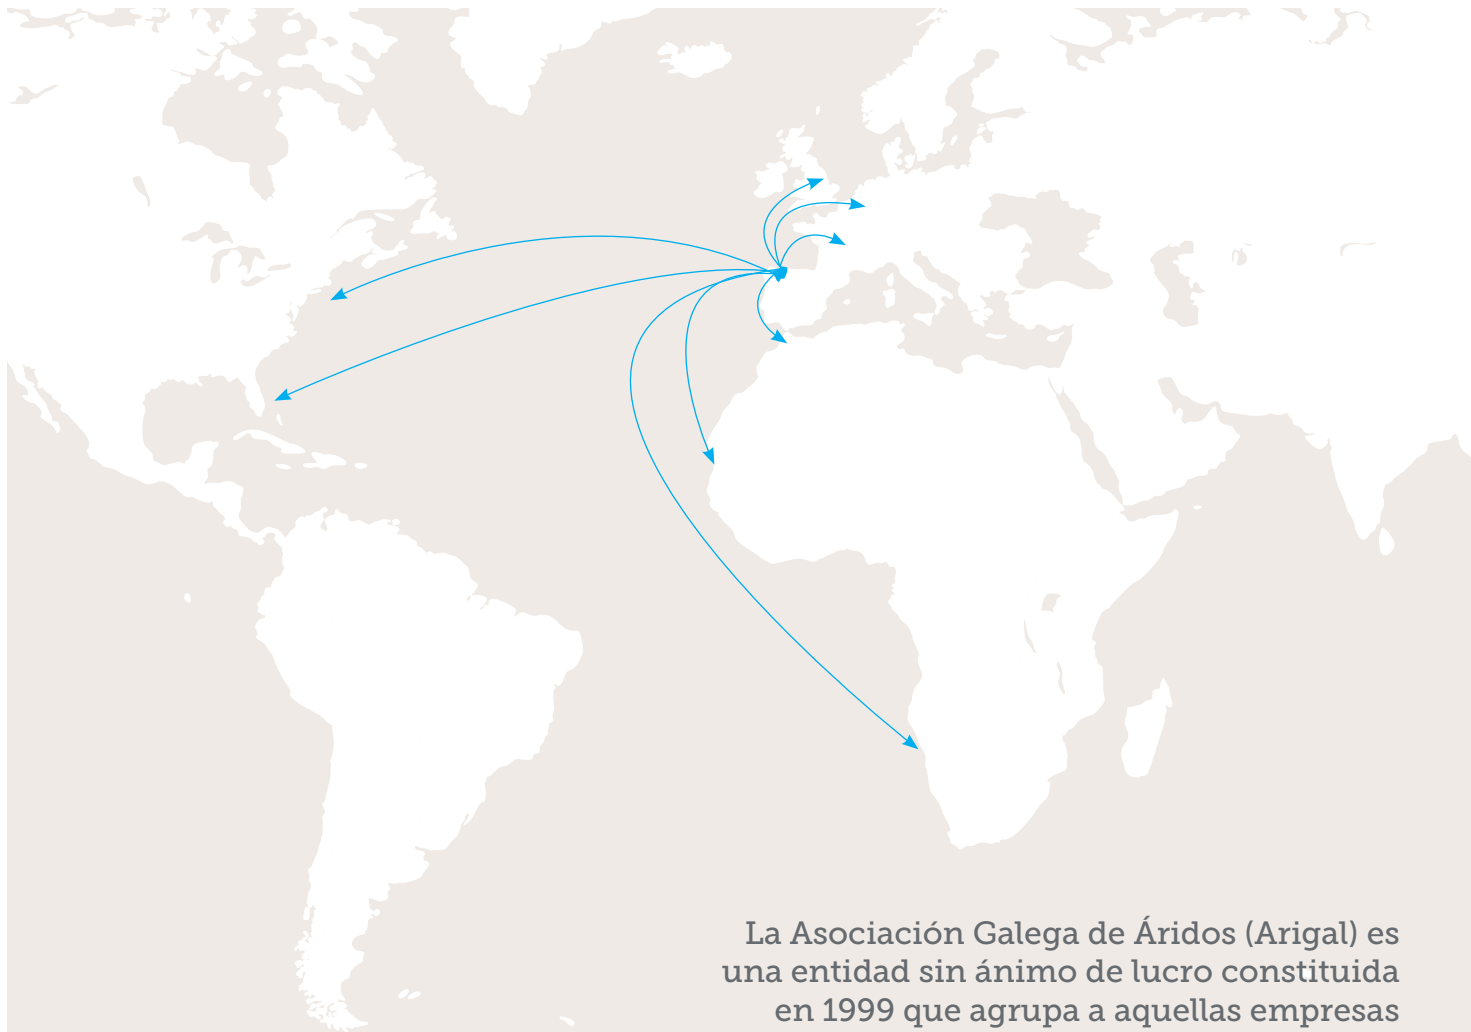 La Asociación Galega de Áridos (Arigal) es
una entidad sin ánimo de lucro constituida
en 1999 que agrupa a aquellas empresas